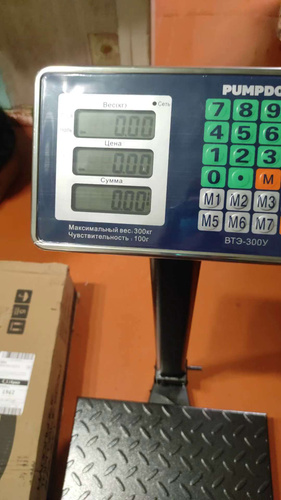 PUMPDO
Вес(кг)
Сеть
0.00
Цена
0.00
Сумма
0.00
7 8 9
4 5 6
1 2 3
0 • M
M1 M2 M3
M5 M6 M7
Максимальный вес: 300кг
Чувствительность: 100г
ВТЭ-300У